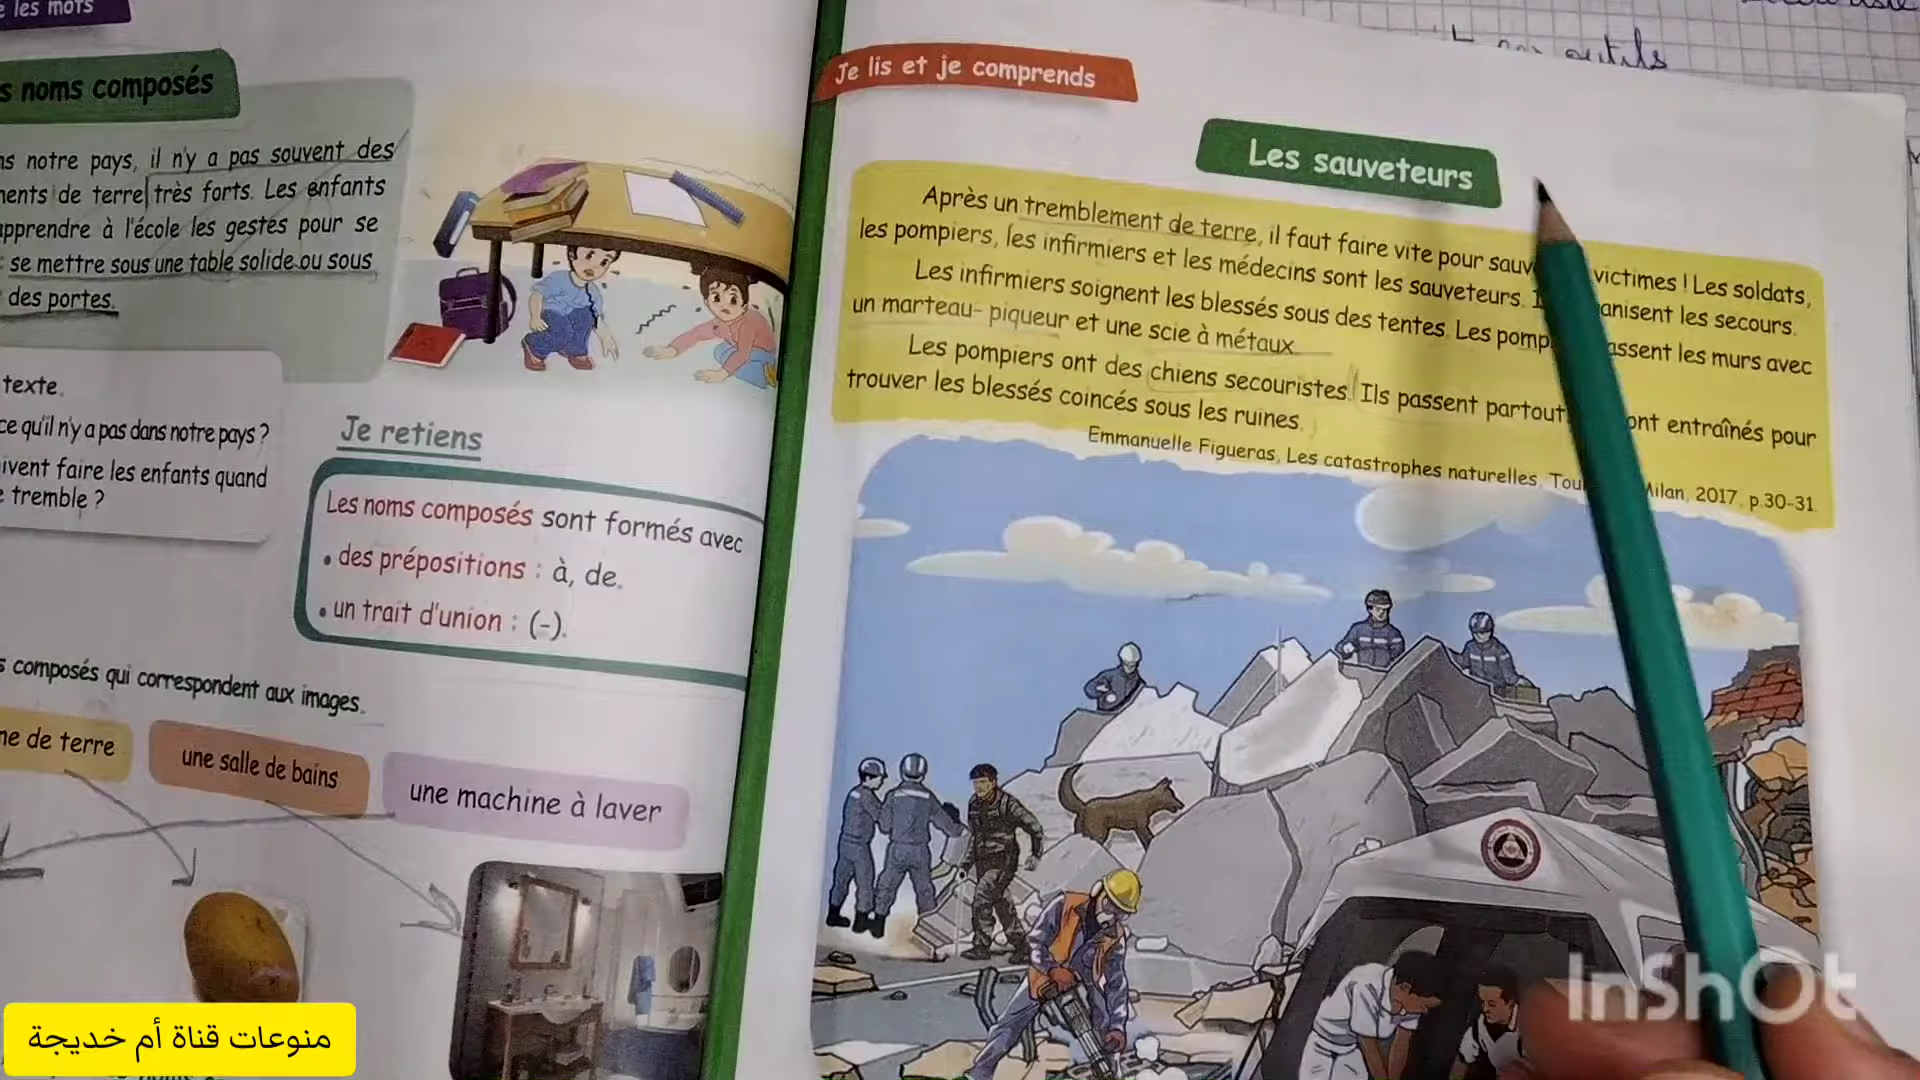 les mots
s noms composés
ns notre pays, il n'y a pas souvent des
ments de terre très forts. Les enfants
apprendre à l'école les gestes pour se
: se mettre sous une table solide ou sous
des portes.
texte.
ce qu'il n'y a pas dans notre pays ?
ivent faire les enfants quand
e tremble ?
Je retiens
Les noms composés sont formés avec
• des prépositions : à, de.
• un trait d'union : (-).
s composés qui correspondent aux images.
ne de terre
une salle de bains
une machine à laver
outils
Je lis et je comprends
Les sauveteurs
Après un tremblement de terre, il faut faire vite pour sauv victimes ! Les soldats,
les pompiers, les infirmiers et les médecins sont les sauveteurs. I anisent les secours.
Les infirmiers soignent les blessés sous des tentes. Les pomp assent les murs avec
un marteau- piqueur et une scie à métaux.
Les pompiers ont des chiens secouristes. Ils passent partout ont entraînés pour
trouver les blessés coincés sous les ruines.
Emmanuelle Figueras, Les catastrophes naturelles, Tou Milan, 2017, p.30-31.
InShOt
منوعات قناة أم خديجة